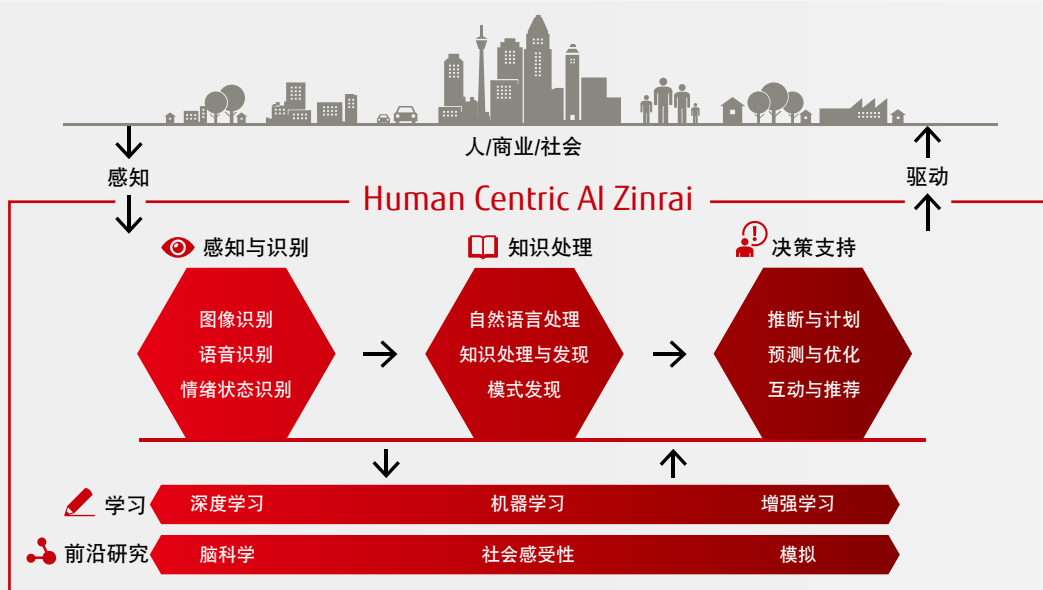 人/商业/社会
感知
驱动
Human Centric AI Zinrai
感知与识别
知识处理
决策支持
图像识别
语音识别
情绪状态识别
自然语言处理
知识处理与发现
模式发现
推断与计划
预测与优化
互动与推荐
学习
深度学习
机器学习
增强学习
前沿研究
脑科学
社会感受性
模拟